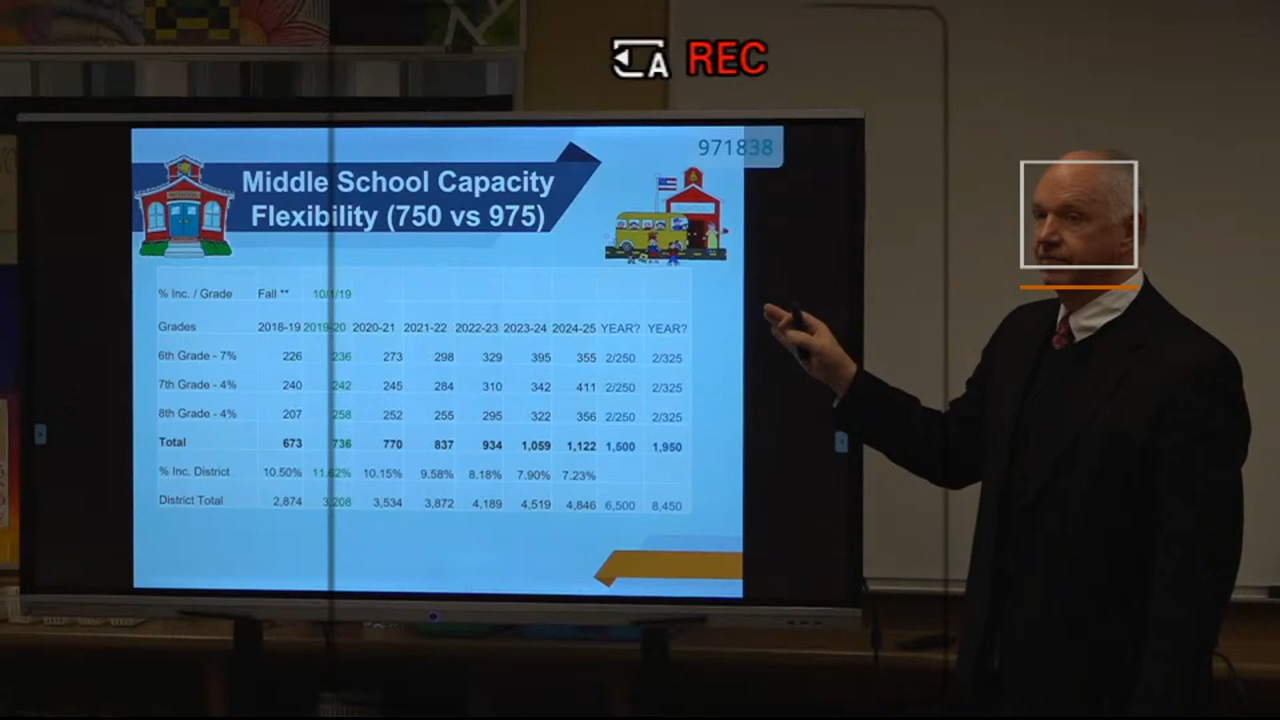 A REC
971838
Middle School Capacity
Flexibility (750 vs 975)
% Inc. / Grade Fall ** 10/1/19
Grades 2018-19 2019-20 2020-21 2021-22 2022-23 2023-24 2024-25 YEAR? YEAR?
6th Grade - 7% 226 236 273 298 329 395 355 2/250 2/325
7th Grade - 4% 240 242 245 284 310 342 411 2/250 2/325
8th Grade - 4% 207 258 252 255 295 322 356 2/250 2/325
Total 673 736 770 837 934 1,059 1,122 1,500 1,950
% Inc. District 10.50% 11.62% 10.15% 9.58% 8.18% 7.90% 7.23%
District Total 2,874 3,208 3,534 3,872 4,189 4,519 4,846 6,500 8,450